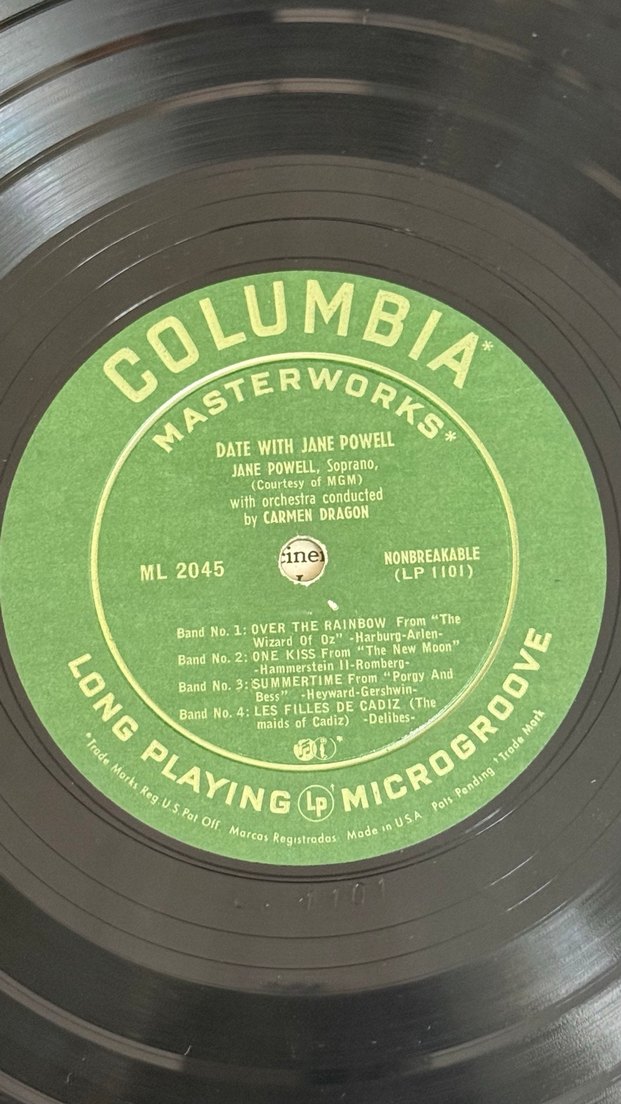 COLUMBIA*
MASTERWORKS*
DATE WITH JANE POWELL
JANE POWELL, Soprano,
(Courtesy of MGM)
with orchestra conducted
by CARMEN DRAGON
ML 2045
NONBREAKABLE
(LP 1101)
Band No. 1: OVER THE RAINBOW From "The
Wizard Of Oz" -Harburg-Arlen-
Band No. 2: ONE KISS From "The New Moon"
-Hammerstein II-Romberg-
Band No. 3: SUMMERTIME From "Porgy And
Bess" -Heyward-Gershwin-
Band No. 4: LES FILLES DE CADIZ (The
maids of Cadiz) -Delibes-
LONG PLAYING Lp† MICROGROOVE
*Trade Marks Reg U S Pat Off Marcas Registradas Made in U S A Pats Pending †Trade Mark
1101